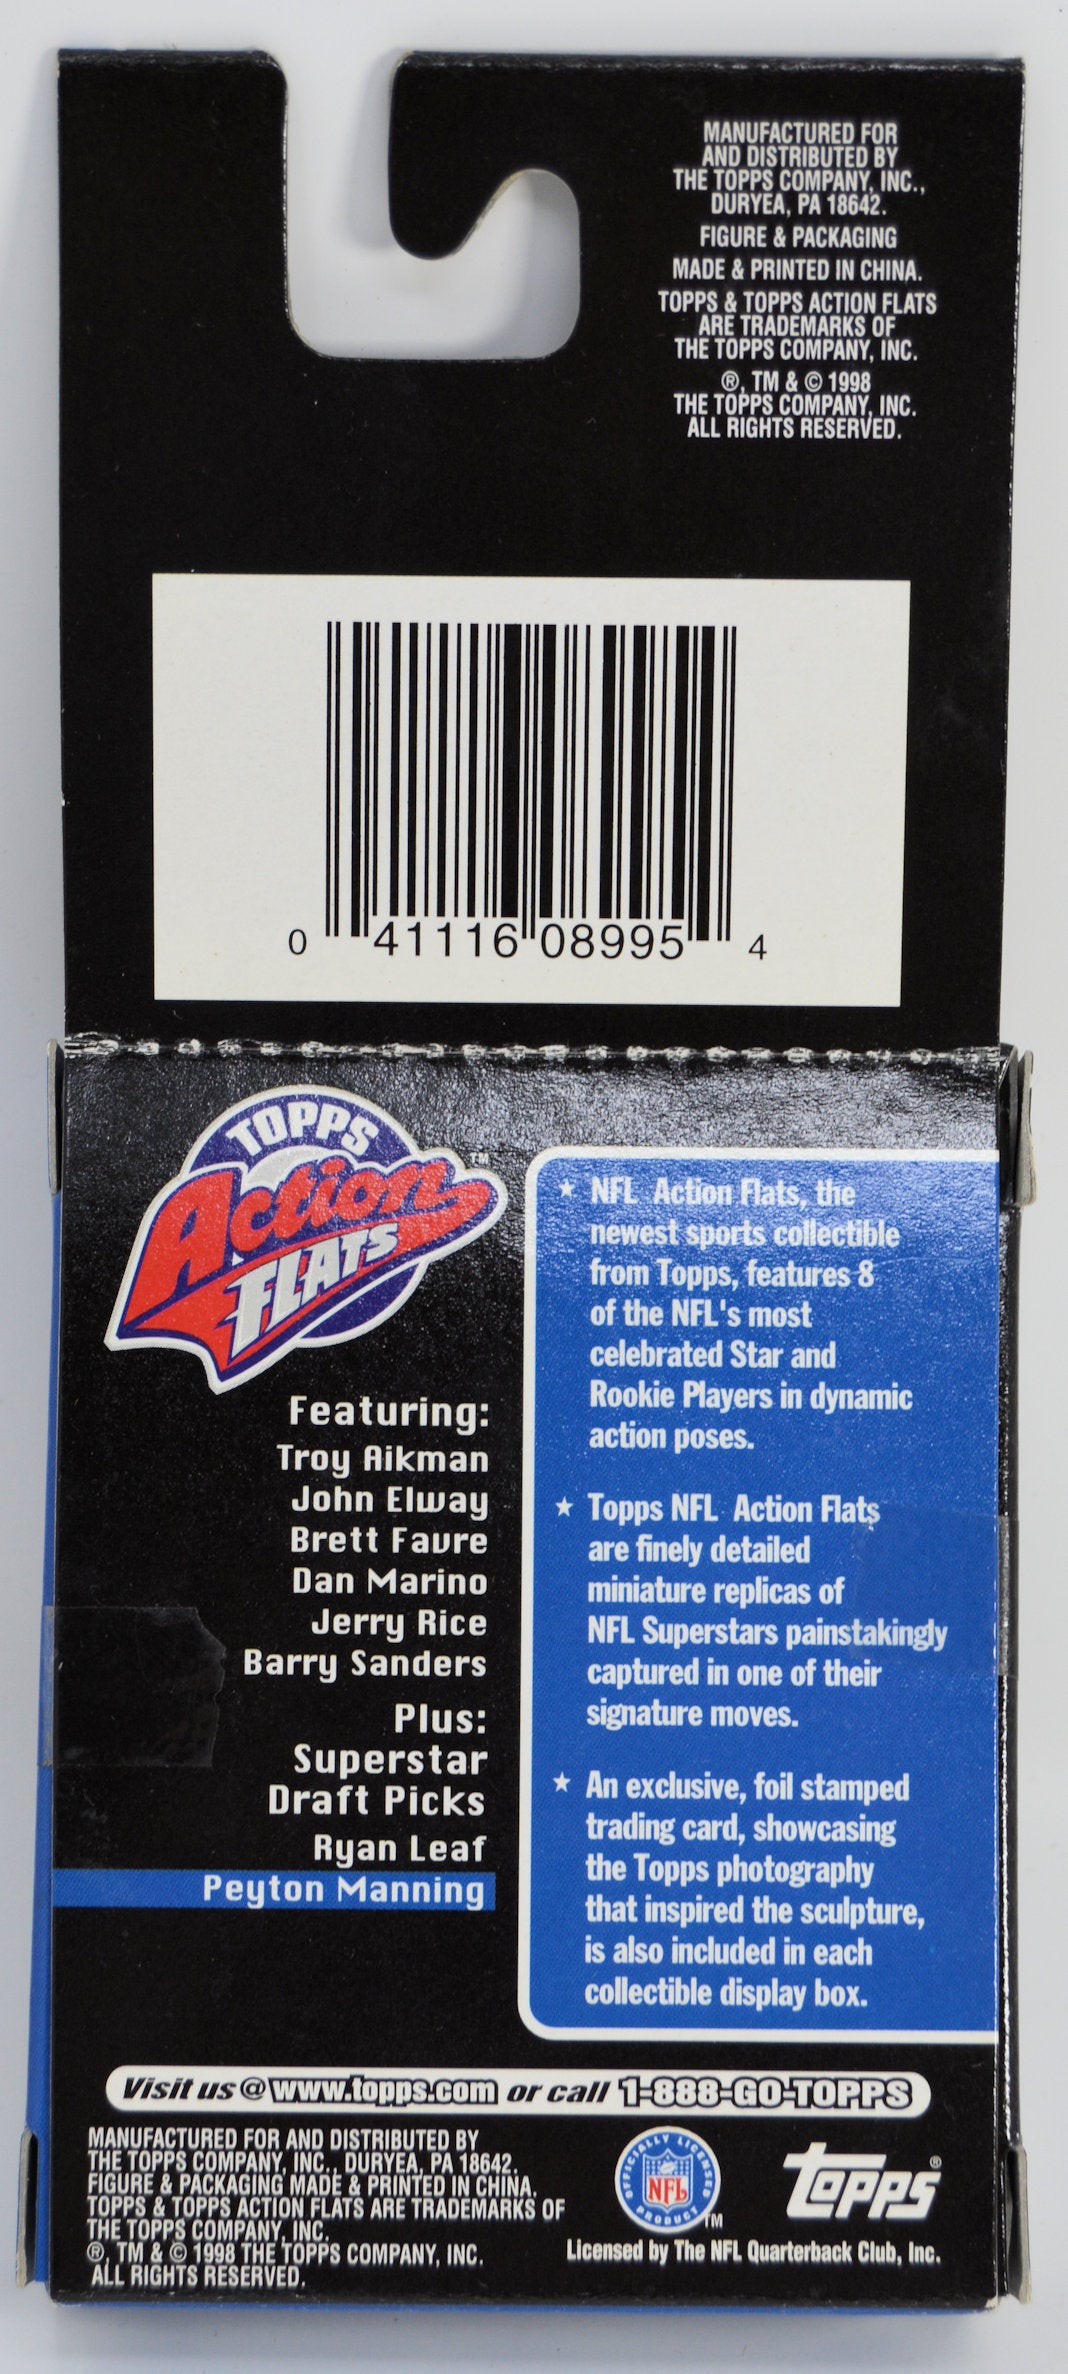 MANUFACTURED FOR
AND DISTRIBUTED BY
THE TOPPS COMPANY, INC.,
DURYEA, PA 18642.
FIGURE & PACKAGING
MADE & PRINTED IN CHINA.
TOPPS & TOPPS ACTION FLATS
ARE TRADEMARKS OF
THE TOPPS COMPANY, INC.
®, TM & © 1998
THE TOPPS COMPANY, INC.
ALL RIGHTS RESERVED.
0 41116 08995 4
TOPPS
Action™
FLATS
Featuring:
Troy Aikman
John Elway
Brett Favre
Dan Marino
Jerry Rice
Barry Sanders
Plus:
Superstar
Draft Picks
Ryan Leaf
Peyton Manning
★ NFL Action Flats, the
newest sports collectible
from Topps, features 8
of the NFL's most
celebrated Star and
Rookie Players in dynamic
action poses.
★ Topps NFL Action Flats
are finely detailed
miniature replicas of
NFL Superstars painstakingly
captured in one of their
signature moves.
★ An exclusive, foil stamped
trading card, showcasing
the Topps photography
that inspired the sculpture,
is also included in each
collectible display box.
Visit us @ www.topps.com or call 1-888-GO-TOPPS
MANUFACTURED FOR AND DISTRIBUTED BY
THE TOPPS COMPANY, INC., DURYEA, PA 18642.
FIGURE & PACKAGING MADE & PRINTED IN CHINA.
TOPPS & TOPPS ACTION FLATS ARE TRADEMARKS OF
THE TOPPS COMPANY, INC.
®, TM & © 1998 THE TOPPS COMPANY, INC.
ALL RIGHTS RESERVED.
OFFICIALLY LICENSED
NFL
PRODUCT
TM
topps®
Licensed by The NFL Quarterback Club, Inc.